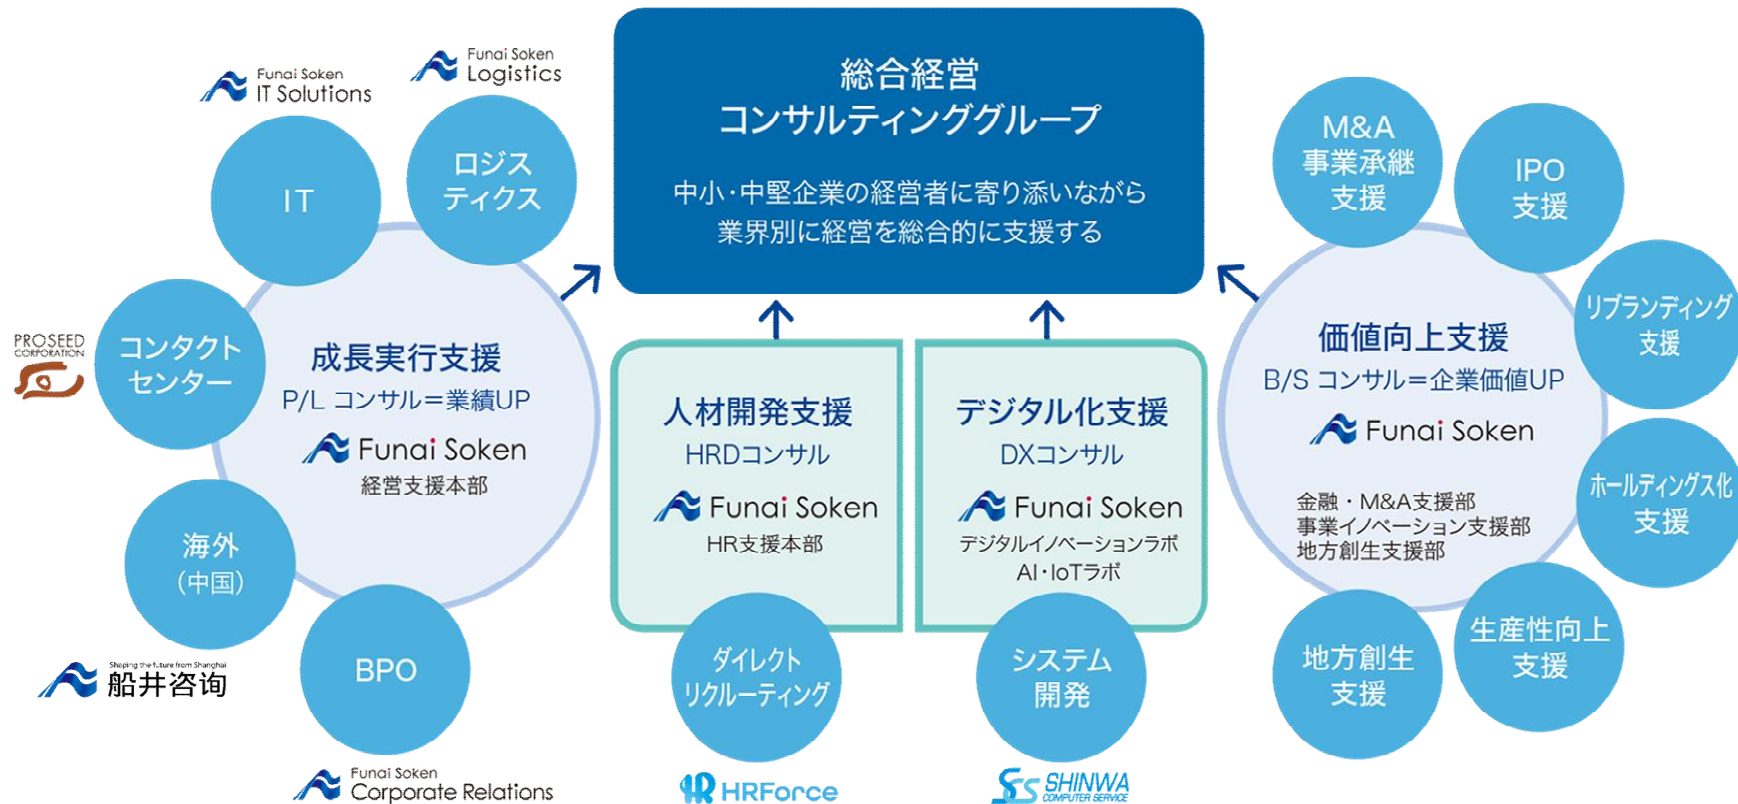 総合経営
コンサルティンググループ
中小・中堅企業の経営者に寄り添いながら
業界別に経営を総合的に支援する
Funai Soken
IT Solutions
Funai Soken
Logistics
IT
ロジス
ティクス
PROSEED
CORPORATION
コンタクト
センター
成長実行支援
P/L コンサル＝業績UP
Funai Soken
経営支援本部
海外
（中国）
Shaping the future from Shanghai
船井咨询
BPO
Funai Soken
Corporate Relations
人材開発支援
HRDコンサル
Funai Soken
HR支援本部
ダイレクト
リクルーティング
HRForce
デジタル化支援
DXコンサル
Funai Soken
デジタルイノベーションラボ
AI・IoTラボ
システム
開発
SCS SHINWA
COMPUTER SERVICE
M&A
事業承継
支援
IPO
支援
リブランディング
支援
価値向上支援
B/S コンサル＝企業価値UP
Funai Soken
金融・M&A支援部
事業イノベーション支援部
地方創生支援部
ホールディングス化
支援
生産性向上
支援
地方創生
支援